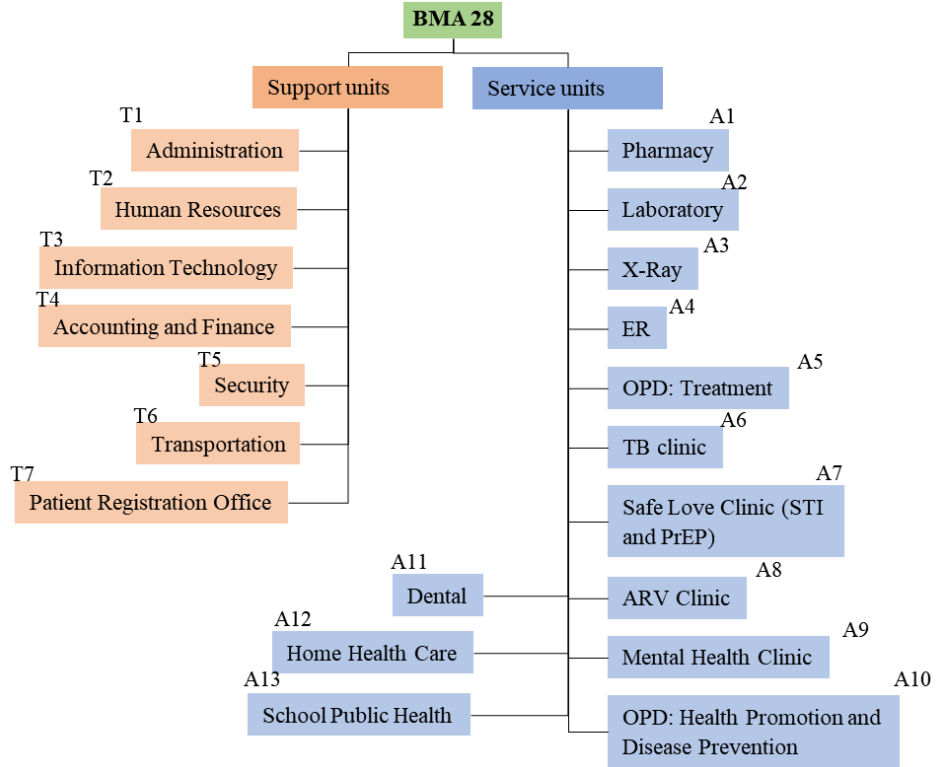 BMA 28
Support units
Service units
T1
Administration
T2
Human Resources
T3
Information Technology
T4
Accounting and Finance
T5
Security
T6
Transportation
T7
Patient Registration Office
A1
Pharmacy
A2
Laboratory
A3
X-Ray
A4
ER
A5
OPD: Treatment
A6
TB clinic
A7
Safe Love Clinic (STI
and PrEP)
A8
ARV Clinic
A9
Mental Health Clinic
A10
OPD: Health Promotion and
Disease Prevention
A11
Dental
A12
Home Health Care
A13
School Public Health